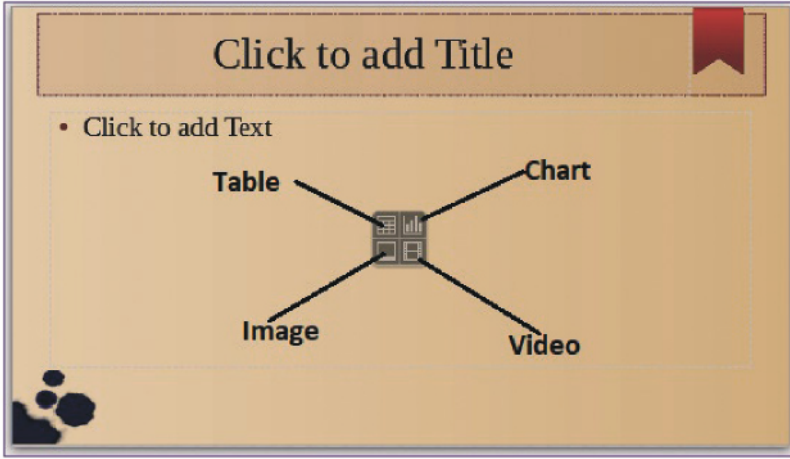 Click to add Title
• Click to add Text
Table
Chart
Image
Video